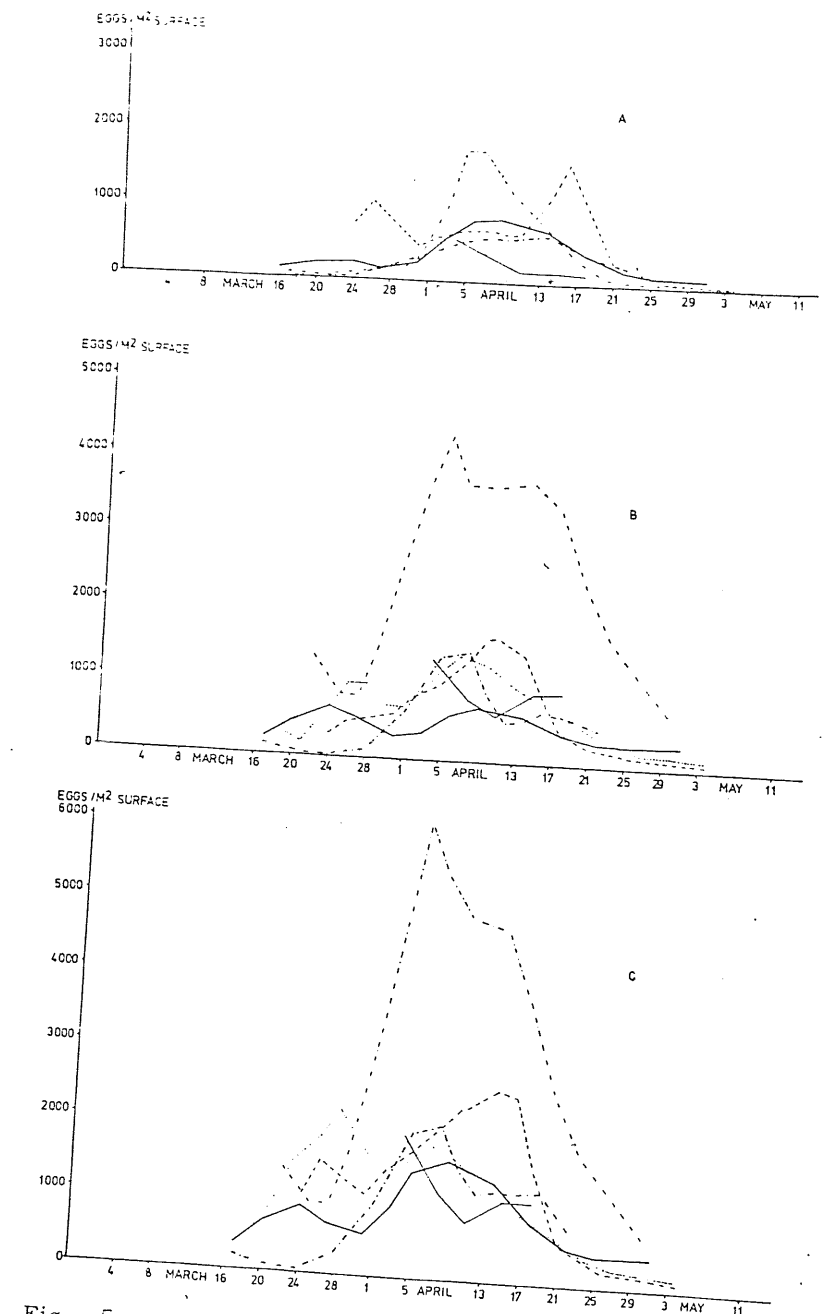 EGGS/M² SURFACE
3000
2000
A
1000
0
8 MARCH 16 20 24 28 1 5 APRIL 13 17 21 25 29 3 MAY 11
EGGS/M² SURFACE
5000
4000
3000
B
2000
1000
0
4 8 MARCH 16 20 24 28 1 5 APRIL 13 17 21 25 29 3 MAY 11
EGGS/M² SURFACE
6000
5000
4000
C
3000
2000
1000
0
4 8 MARCH 16 20 24 28 1 5 APRIL 13 17 21 25 29 3 MAY 11